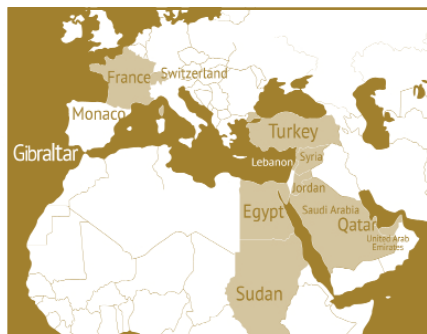 France
Switzerland
Monaco
Gibraltar
Turkey
Lebanon
Syria
Jordan
Egypt
Saudi Arabia
Qatar
United Arab
Emirates
Sudan